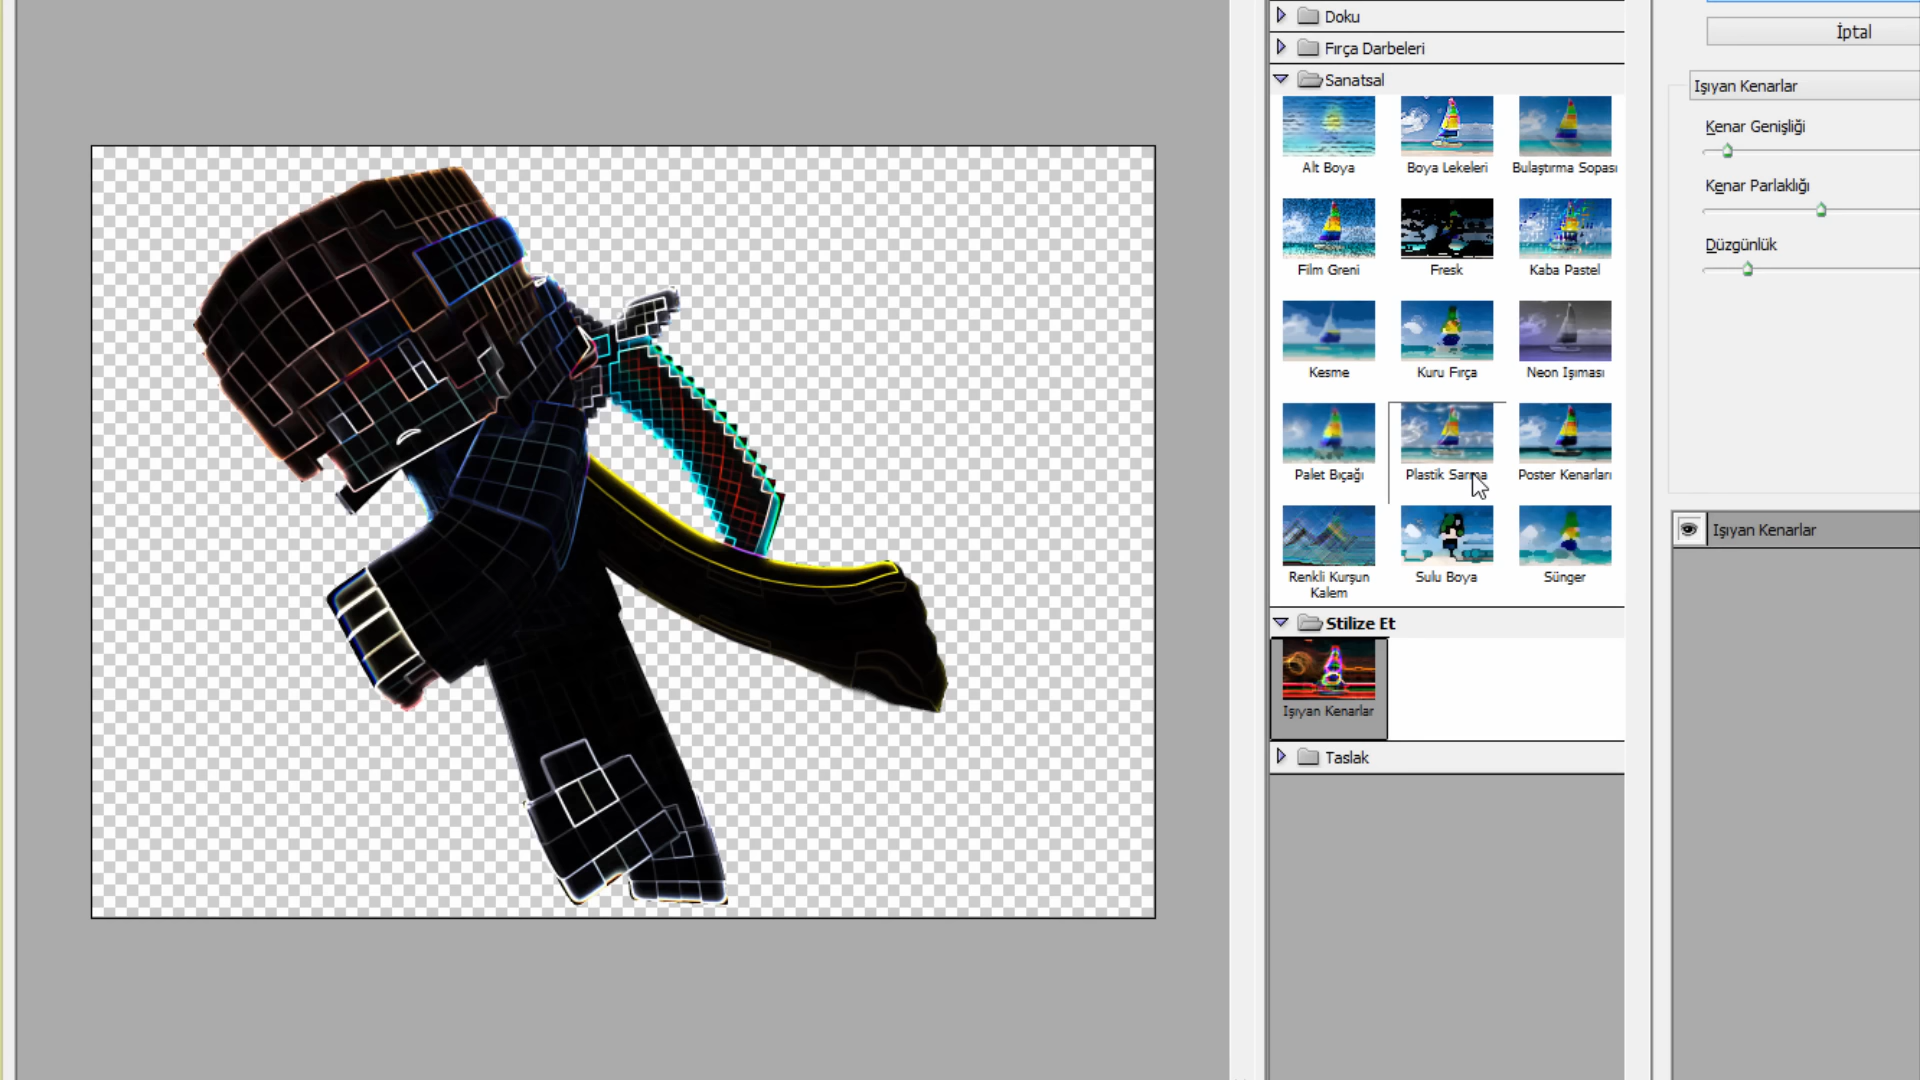 Doku
Fırça Darbeleri
Sanatsal
Alt Boya
Boya Lekeleri
Bulaştırma Sopası
Film Greni
Fresk
Kaba Pastel
Kesme
Kuru Fırça
Neon Işıması
Palet Bıçağı
Plastik Sarma
Poster Kenarları
Renkli Kurşun
Kalem
Sulu Boya
Sünger
Stilize Et
Işıyan Kenarlar
Taslak
İptal
Işıyan Kenarlar
Kenar Genişliği
Kenar Parlaklığı
Düzgünlük
Işıyan Kenarlar